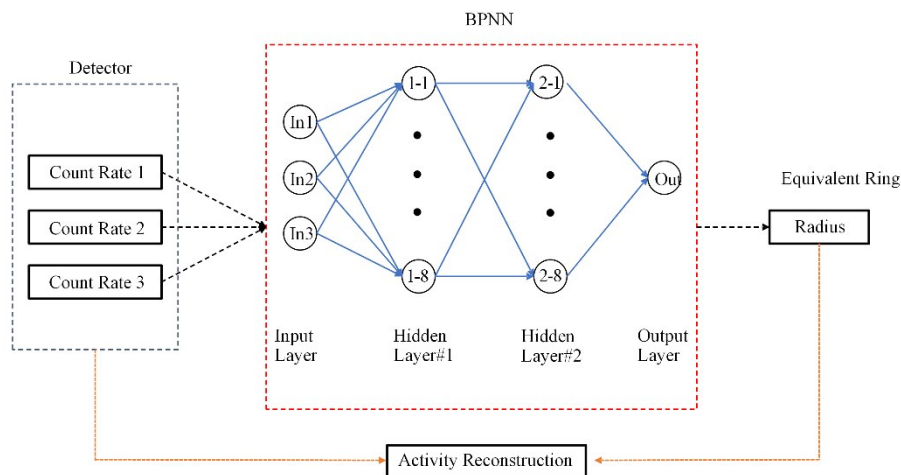 BPNN
Detector
Count Rate 1
Count Rate 2
Count Rate 3
In1
In2
In3
1-1
1-8
2-1
2-8
Out
Input
Layer
Hidden
Layer#1
Hidden
Layer#2
Output
Layer
Equivalent Ring
Radius
Activity Reconstruction